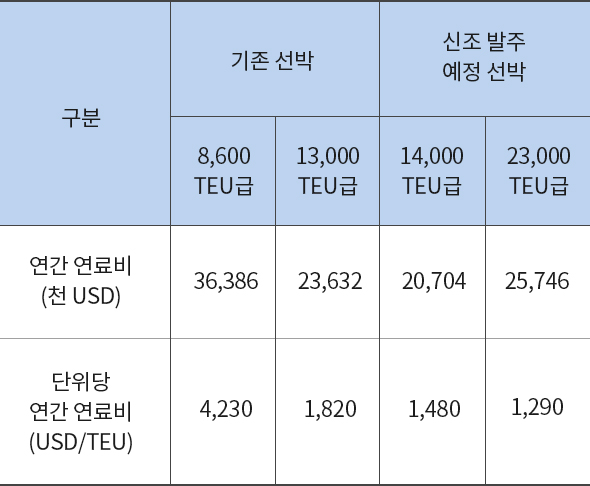 구분
기존 선박
신조 발주
예정 선박
8,600
TEU급
13,000
TEU급
14,000
TEU급
23,000
TEU급
연간 연료비
(천 USD)
36,386
23,632
20,704
25,746
단위당
연간 연료비
(USD/TEU)
4,230
1,820
1,480
1,290